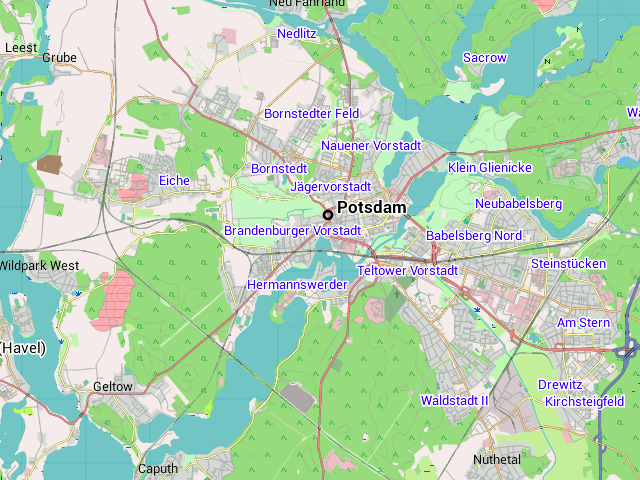 Neu Fahrland
Nedlitz
Leest
Grube
Sacrow
Bornstedter Feld
Nauener Vorstadt
Bornstedt
Klein Glienicke
Eiche
Jägervorstadt
Potsdam
Neubabelsberg
Brandenburger Vorstadt
Babelsberg Nord
Wildpark West
Teltower Vorstadt
Steinstücken
Hermannswerder
Am Stern
(Havel)
Geltow
Drewitz
Waldstadt II
Kirchsteigfeld
Caputh
Nuthetal